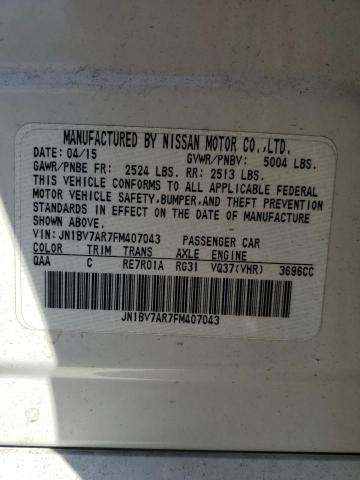 MANUFACTURED BY NISSAN MOTOR CO.,LTD.
DATE: 04/15 GVWR/PNBV: 5004 LBS.
GAWR/PNBE FR: 2524 LBS. RR: 2513 LBS.
THIS VEHICLE CONFORMS TO ALL APPLICABLE FEDERAL
MOTOR VEHICLE SAFETY,BUMPER,AND THEFT PREVENTION
STANDARDS IN EFFECT ON THE DATE OF MANUFACTURE
SHOWN ABOVE.
VIN:JN1BV7AR7FM407043 PASSENGER CAR
COLOR TRIM TRANS AXLE ENGINE
QAA C RE7R01A RG31 VQ37(VHR) 3696CC
JN1BV7AR7FM407043